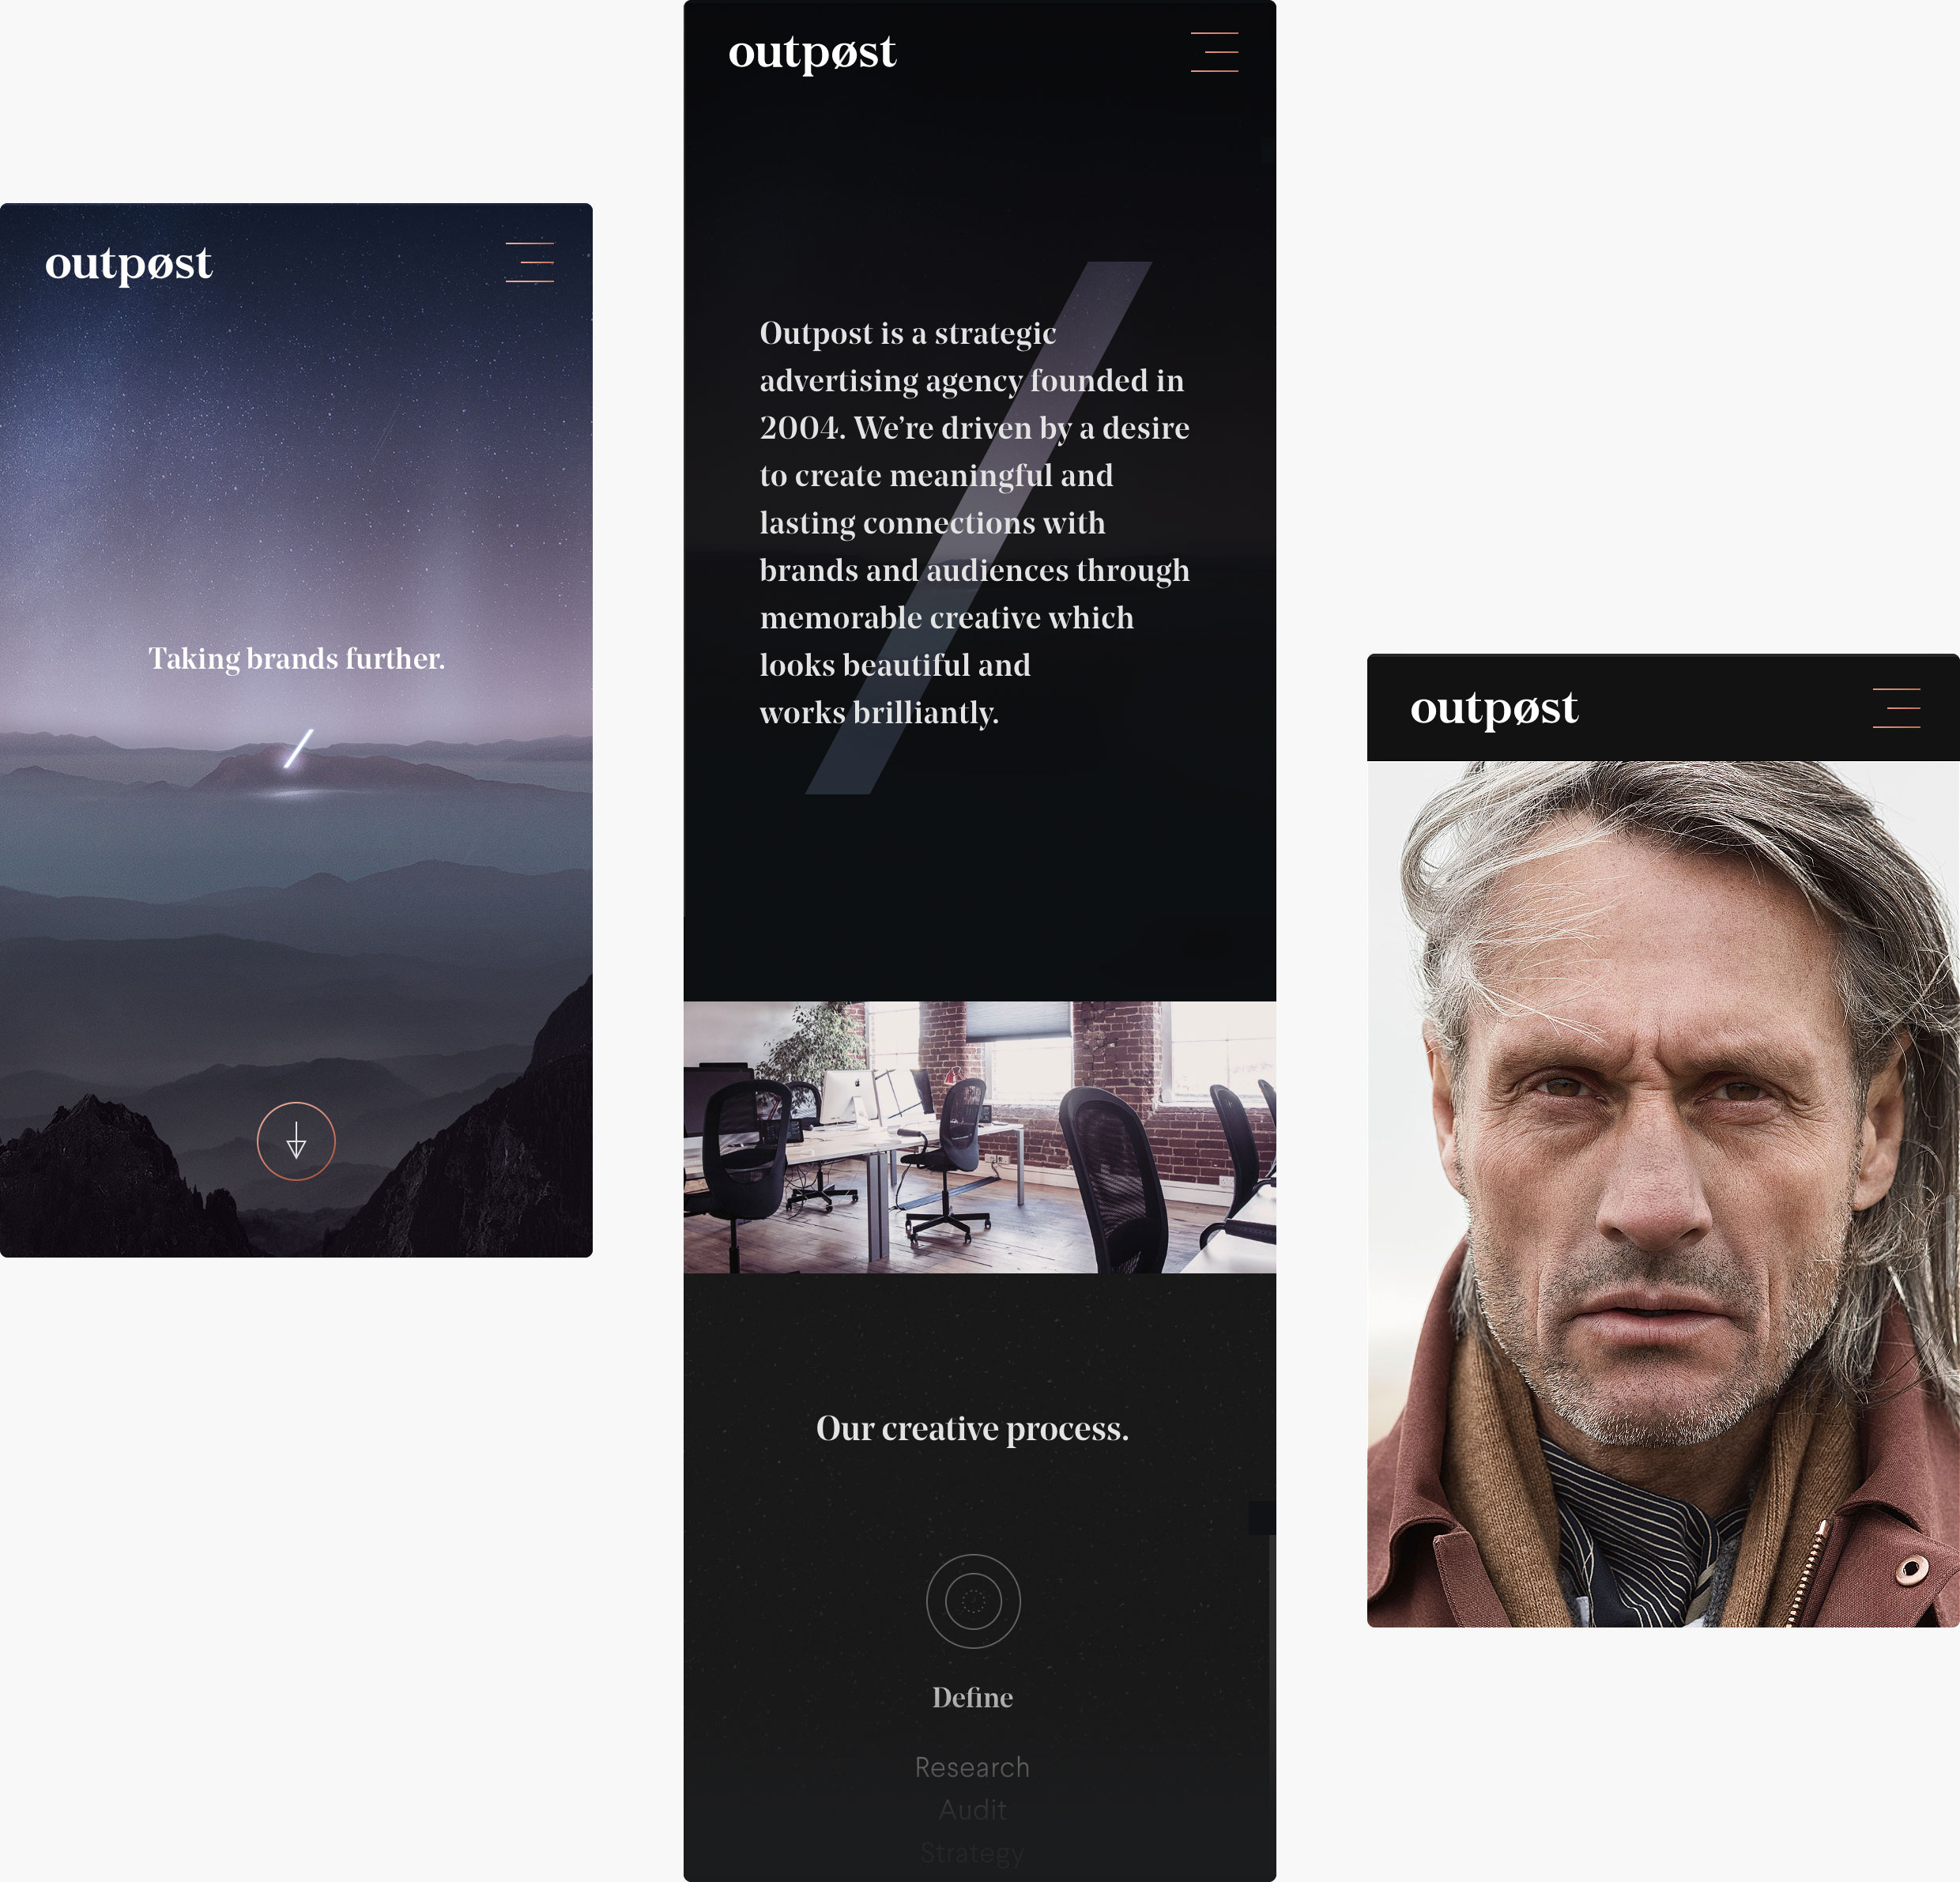 outpøst
Taking brands further.
outpøst
Outpost is a strategic
advertising agency founded in
2004. We’re driven by a desire
to create meaningful and
lasting connections with
brands and audiences through
memorable creative which
looks beautiful and
works brilliantly.
Our creative process.
Define
Research
Audit
Strategy
outpøst